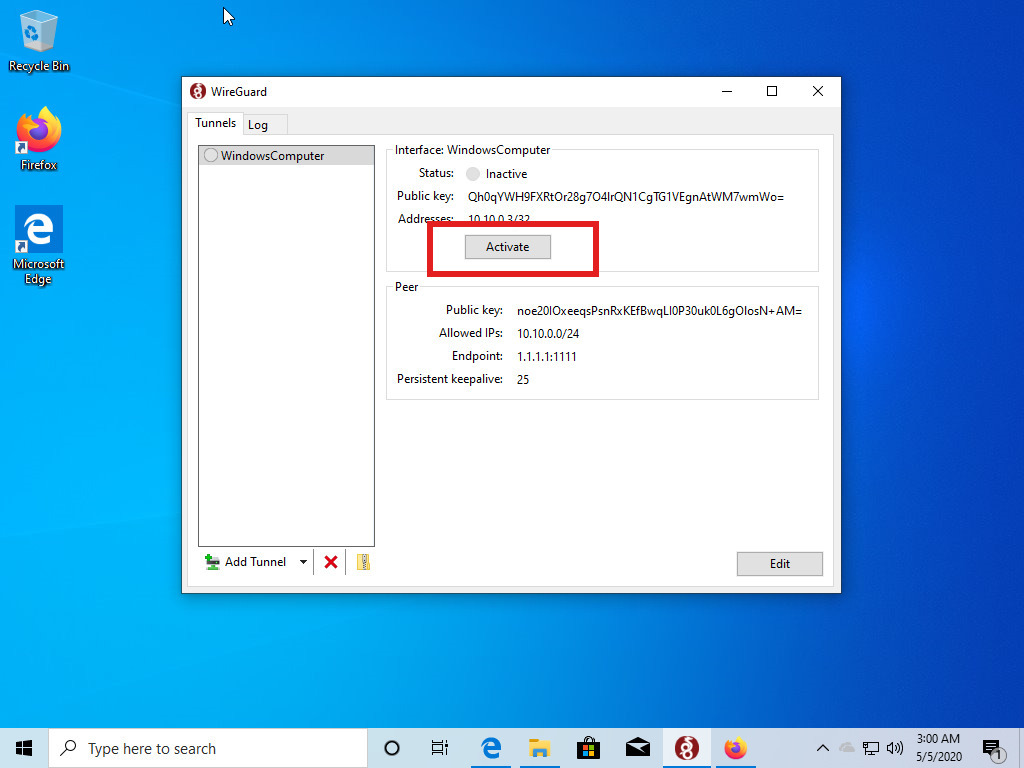 Recycle Bin
Firefox
Microsoft
Edge
WireGuard
Tunnels
Log
WindowsComputer
Interface: WindowsComputer
Status: Inactive
Public key: Qh0qYWH9FXRtOr28g7O4IrQN1CgTG1VEgnAtWM7wmWo=
Addresses: 10.10.0.3/32
Activate
Peer
Public key: noe20IOxeeqsPsnRxKEfBwqLI0P30uk0L6gOIosN+AM=
Allowed IPs: 10.10.0.0/24
Endpoint: 1.1.1.1:1111
Persistent keepalive: 25
Add Tunnel
Edit
Type here to search
3:00 AM
5/5/2020
1